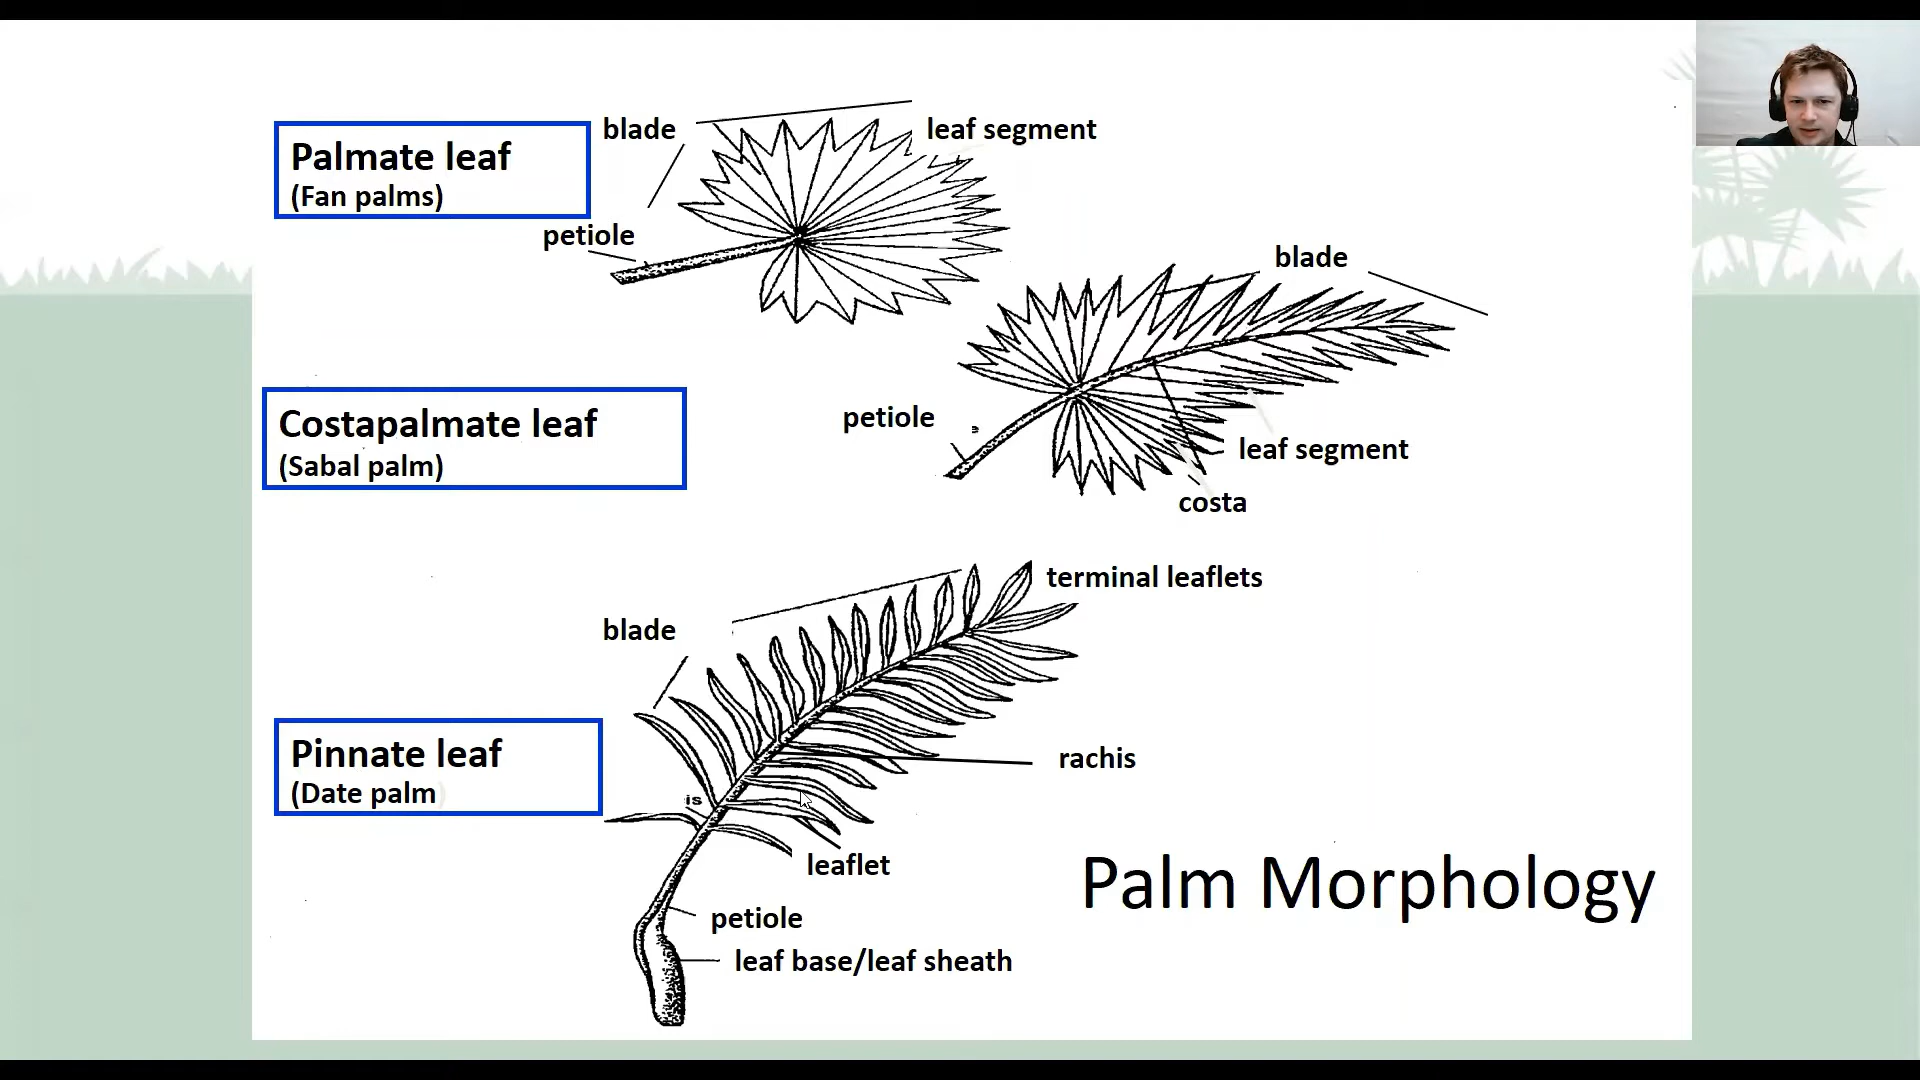 blade
leaf segment
Palmate leaf
(Fan palms)
petiole
blade
petiole
e
Costapalmate leaf
(Sabal palm)
leaf segment
costa
terminal leaflets
blade
Pinnate leaf
(Date palm)
rachis
is
leaflet
Palm Morphology
petiole
leaf base/leaf sheath